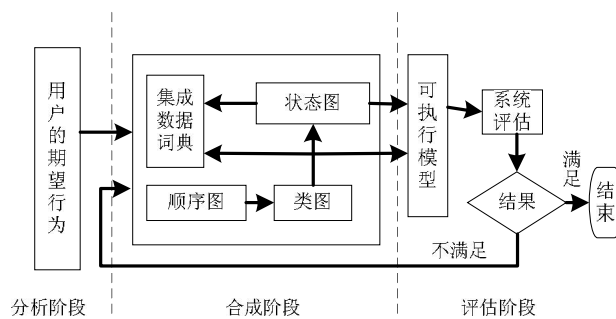 用户的期望行为
集成
数据
词典
状态图
顺序图
类图
可执行模型
系统
评估
结果
满足
结束
不满足
分析阶段
合成阶段
评估阶段